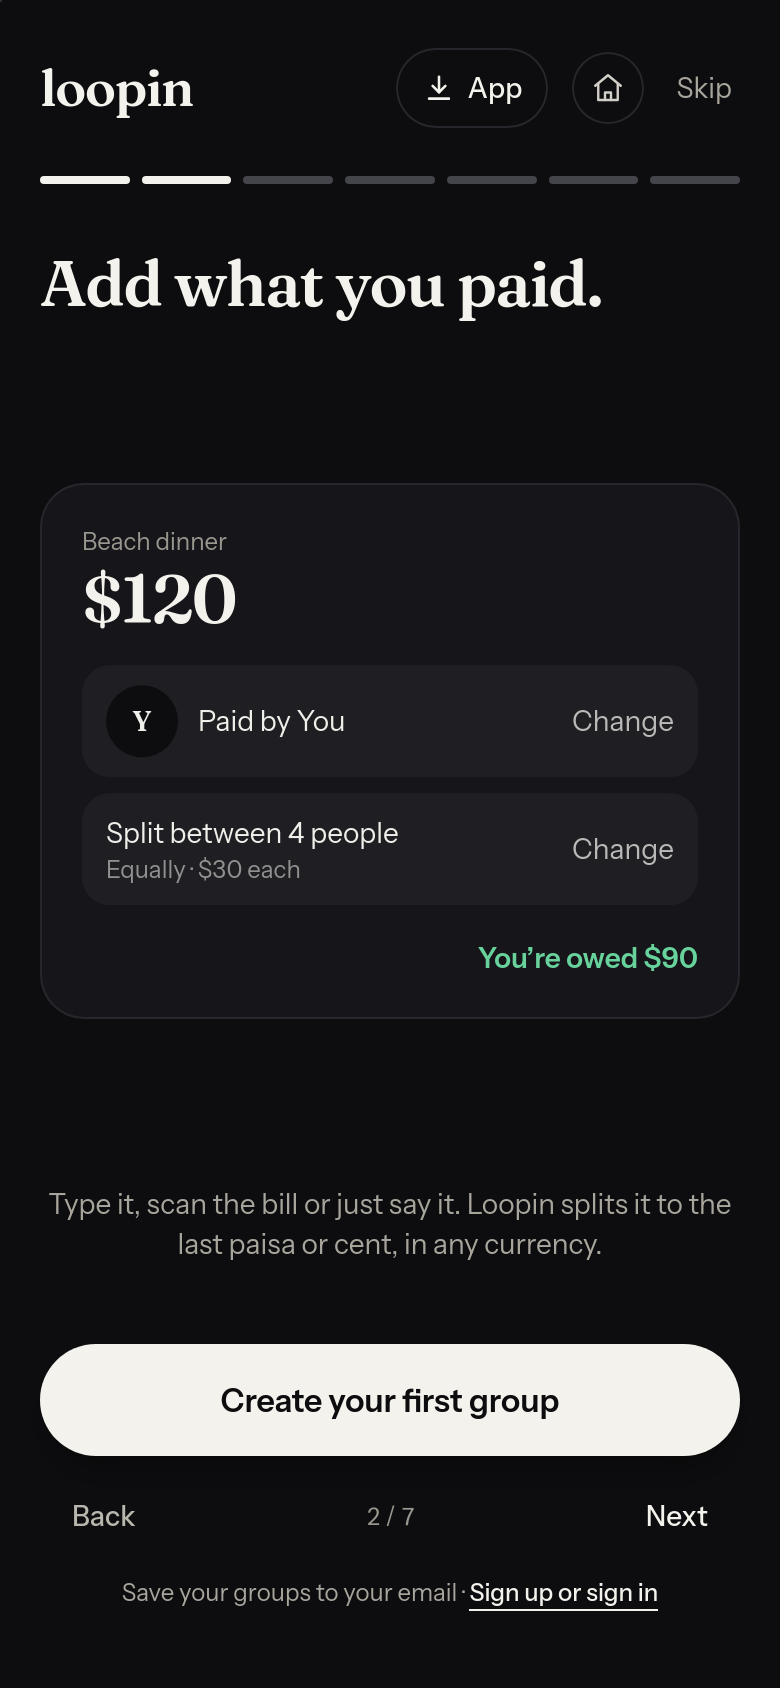 loopin
App
Skip
Add what you paid.
Beach dinner
$120
Y
Paid by You
Change
Split between 4 people
Equally · $30 each
Change
You’re owed $90
Type it, scan the bill or just say it. Loopin splits it to the
last paisa or cent, in any currency.
Create your first group
Back
2 / 7
Next
Save your groups to your email · Sign up or sign in